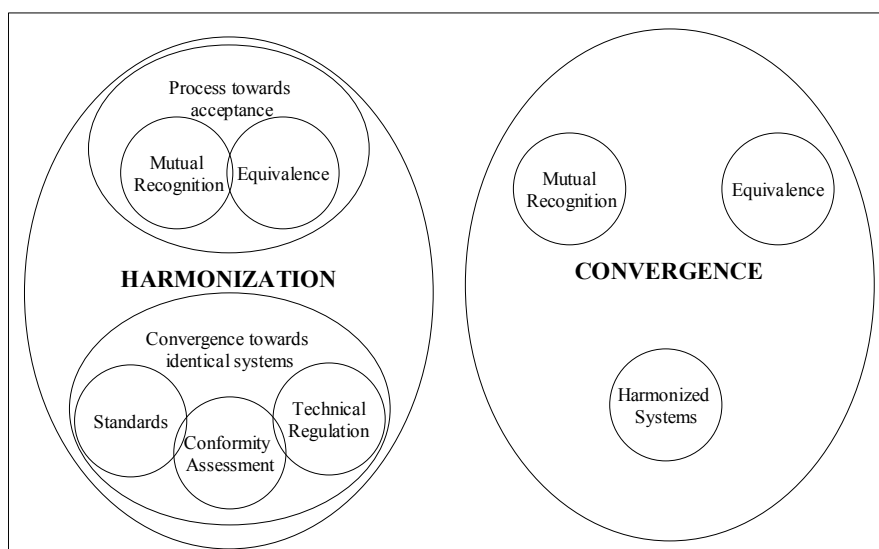 Process towards
acceptance
Mutual
Recognition
Equivalence
HARMONIZATION
Convergence towards
identical systems
Standards
Conformity
Assessment
Technical
Regulation
Mutual
Recognition
Equivalence
CONVERGENCE
Harmonized
Systems